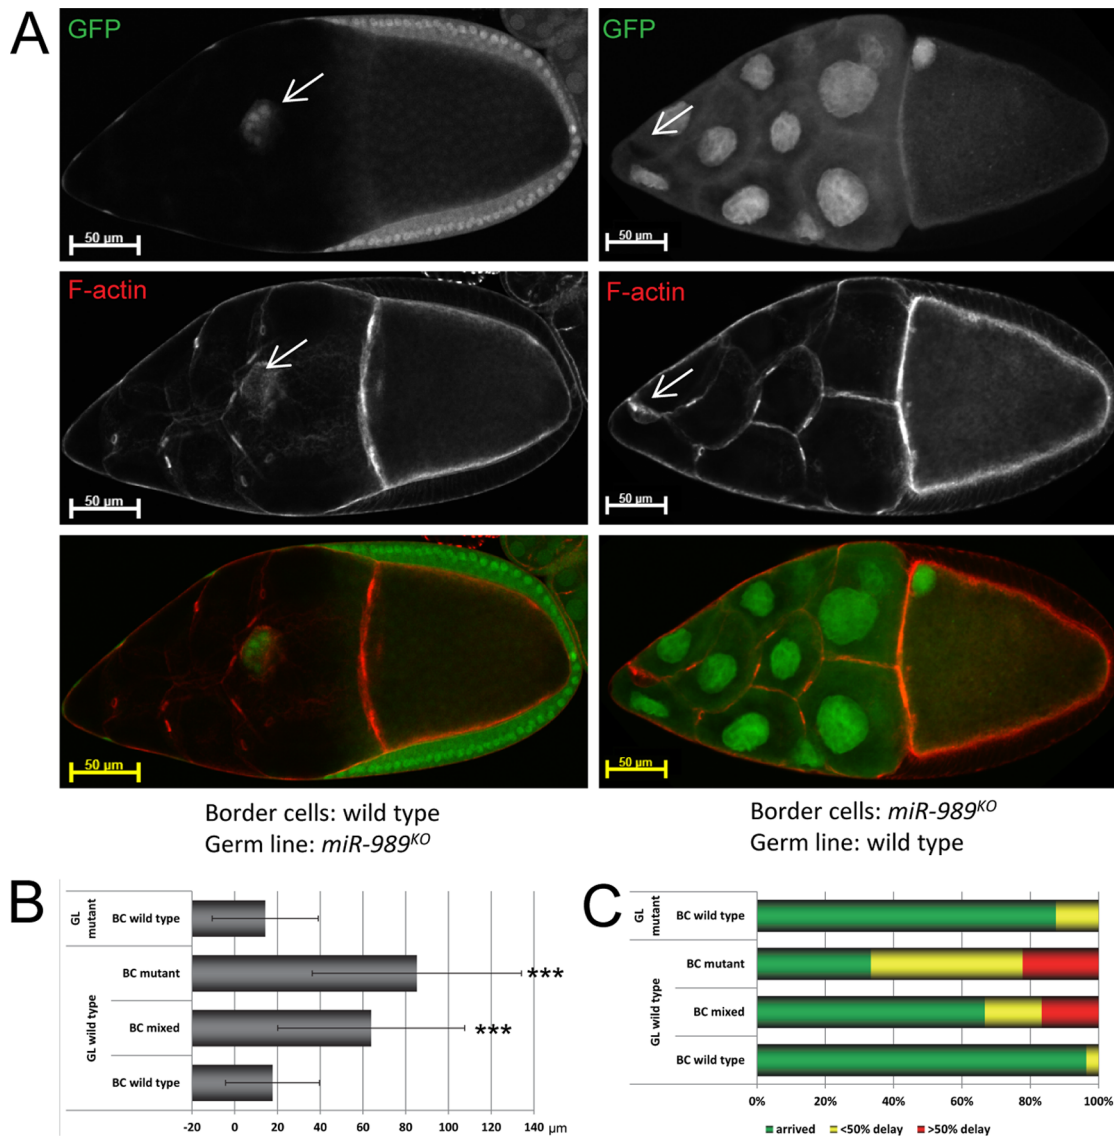 A
GFP
GFP
50 µm
50 µm
F-actin
F-actin
50 µm
50 µm
50 µm
50 µm
Border cells: wild type
Germ line: miR-989KO
Border cells: miR-989KO
Germ line: wild type
B
GL mutant
BC wild type
GL wild type
BC mutant
***
BC mixed
***
BC wild type
-20 0 20 40 60 80 100 120 140 µm
C
GL mutant
BC wild type
GL wild type
BC mutant
BC mixed
BC wild type
0% 20% 40% 60% 80% 100%
arrived <50% delay >50% delay